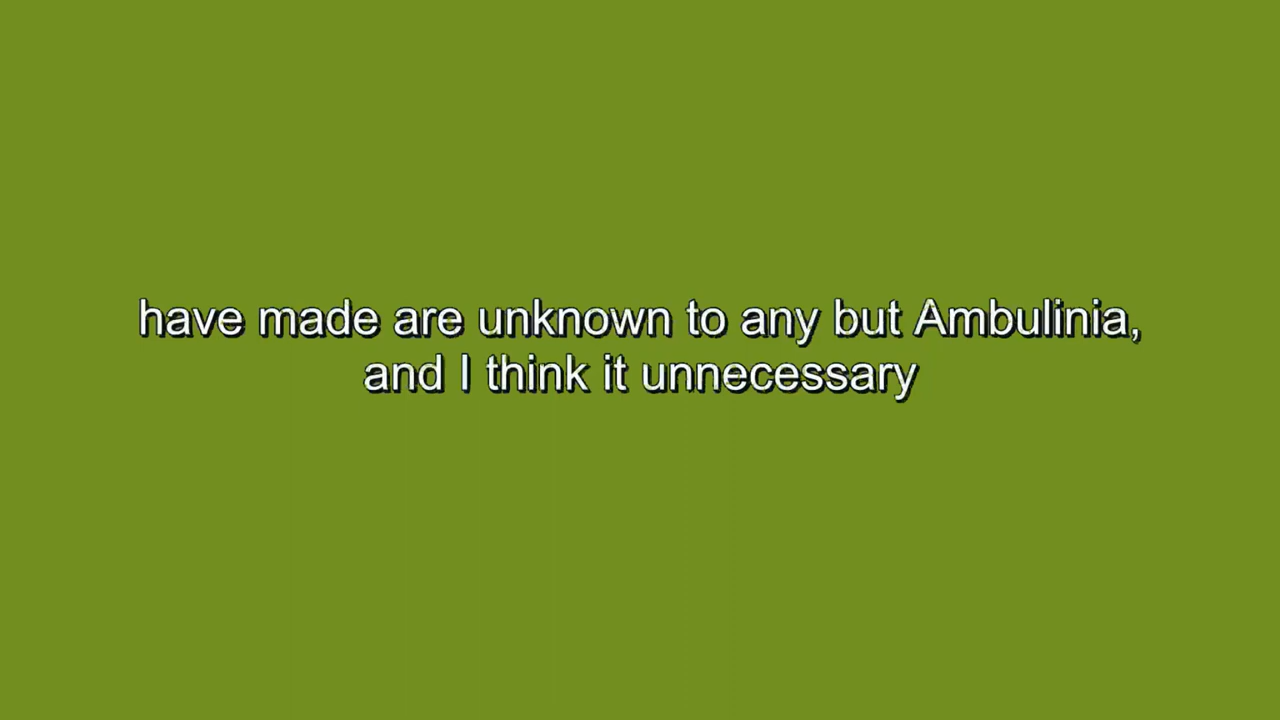 have made are unknown to any but Ambulinia,
and I think it unnecessary